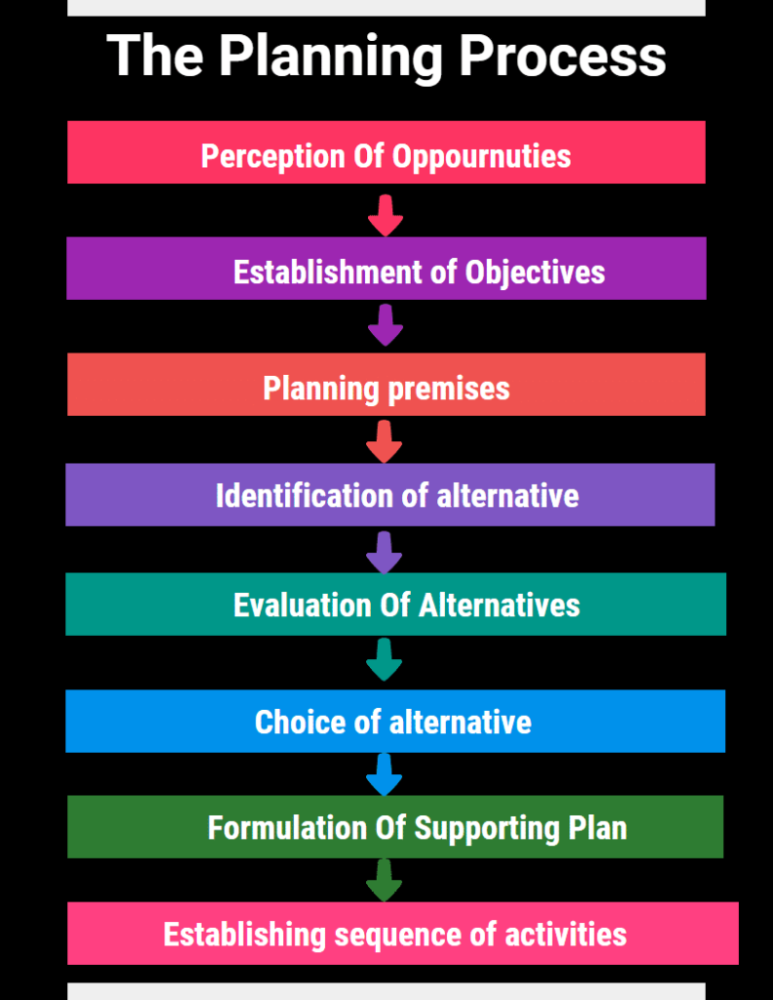 The Planning Process
Perception Of Oppournuties
Establishment of Objectives
Planning premises
Identification of alternative
Evaluation Of Alternatives
Choice of alternative
Formulation Of Supporting Plan
Establishing sequence of activities